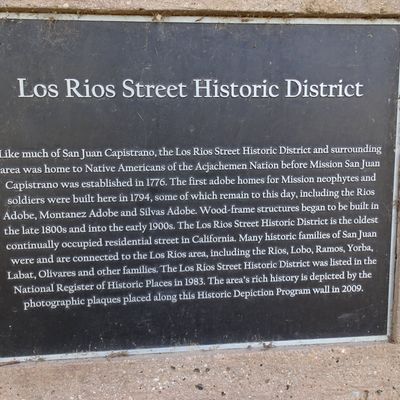 Los Rios Street Historic District
Like much of San Juan Capistrano, the Los Rios Street Historic District and surrounding
area was home to Native Americans of the Acjachemen Nation before Mission San Juan
Capistrano was established in 1776. The first adobe homes for Mission neophytes and
soldiers were built here in 1794, some of which remain to this day, including the Rios
Adobe, Montanez Adobe and Silvas Adobe. Wood-frame structures began to be built in
the late 1800s and into the early 1900s. The Los Rios Street Historic District is the oldest
continually occupied residential street in California. Many historic families of San Juan
were and are connected to the Los Rios area, including the Rios, Lobo, Ramos, Yorba,
Labat, Olivares and other families. The Los Rios Street Historic District was listed in the
National Register of Historic Places in 1983. The area's rich history is depicted by the
photographic plaques placed along this Historic Depiction Program wall in 2009.